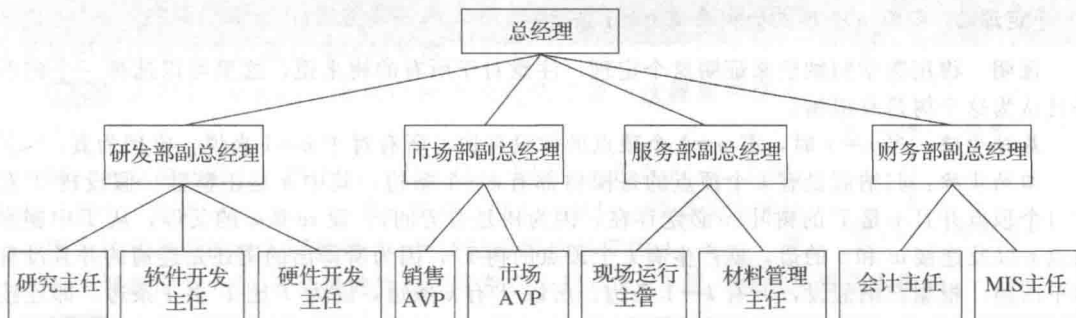 总经理
研发部副总经理 市场部副总经理 服务部副总经理 财务部副总经理
研究主任
软件开发
主任
硬件开发
主任
销售
AVP
市场
AVP
现场运行
主管
材料管理
主任
会计主任
MIS主任